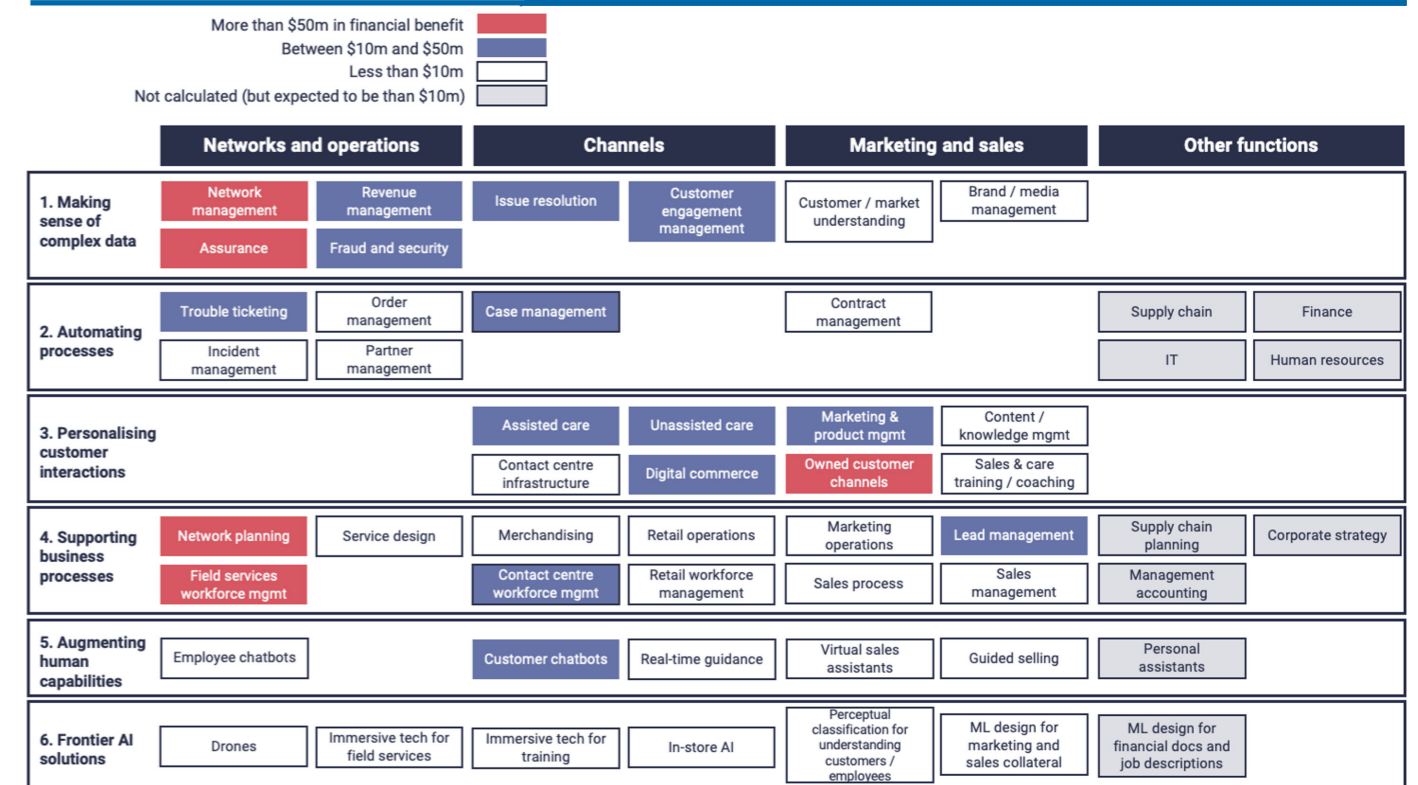 More than $50m in financial benefit
Between $10m and $50m
Less than $10m
Not calculated (but expected to be than $10m)
Networks and operations
Channels
Marketing and sales
Other functions
1. Making
sense of
complex data
Network
management
Revenue
management
Issue resolution
Customer
engagement
management
Customer / market
understanding
Brand / media
management
Assurance
Fraud and security
2. Automating
processes
Trouble ticketing
Order
management
Case management
Contract
management
Supply chain
Finance
Incident
management
Partner
management
IT
Human resources
3. Personalising
customer
interactions
Assisted care
Unassisted care
Marketing &
product mgmt
Content /
knowledge mgmt
Contact centre
infrastructure
Digital commerce
Owned customer
channels
Sales & care
training / coaching
4. Supporting
business
processes
Network planning
Service design
Merchandising
Retail operations
Marketing
operations
Lead management
Supply chain
planning
Corporate strategy
Field services
workforce mgmt
Contact centre
workforce mgmt
Retail workforce
management
Sales process
Sales
management
Management
accounting
5. Augmenting
human
capabilities
Employee chatbots
Customer chatbots
Real-time guidance
Virtual sales
assistants
Guided selling
Personal
assistants
6. Frontier AI
solutions
Drones
Immersive tech for
field services
Immersive tech for
training
In-store AI
Perceptual
classification for
understanding
customers /
employees
ML design for
marketing and
sales collateral
ML design for
financial docs and
job descriptions